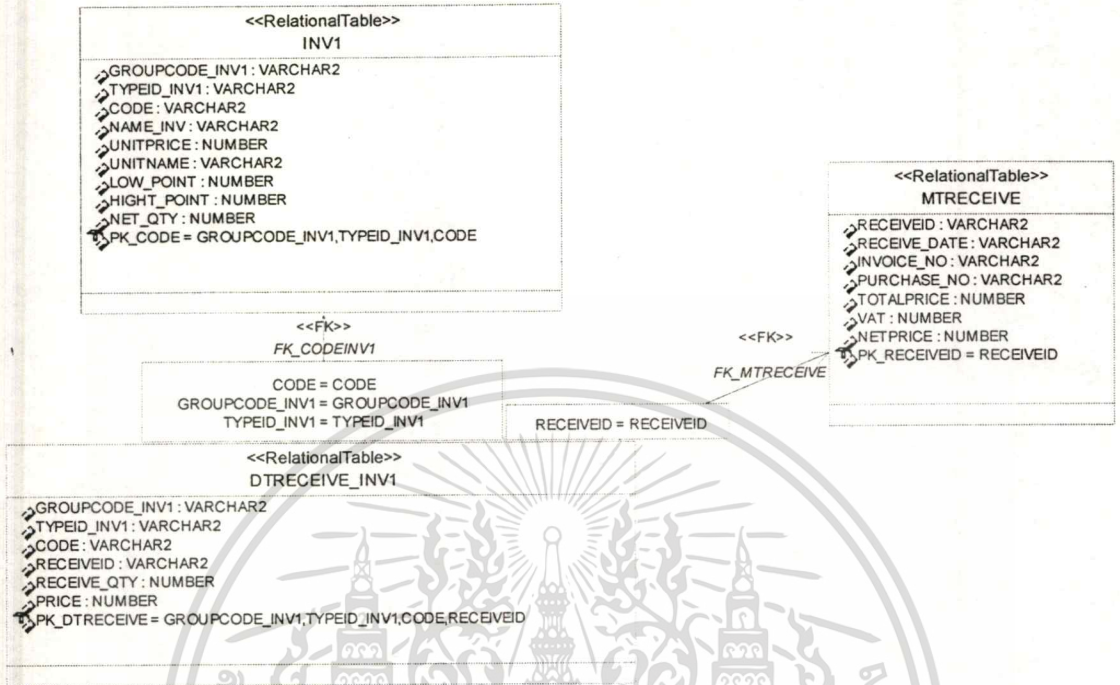 <<RelationalTable>>
INV1
GROUPCODE_INV1 : VARCHAR2
TYPEID_INV1 : VARCHAR2
CODE : VARCHAR2
NAME_INV : VARCHAR2
UNITPRICE : NUMBER
UNITNAME : VARCHAR2
LOW_POINT : NUMBER
HIGHT_POINT : NUMBER
NET_QTY : NUMBER
PK_CODE = GROUPCODE_INV1,TYPEID_INV1,CODE
<<FK>>
FK_CODEINV1
CODE = CODE
GROUPCODE_INV1 = GROUPCODE_INV1
TYPEID_INV1 = TYPEID_INV1
<<RelationalTable>>
MTRECEIVE
RECEIVEID : VARCHAR2
RECEIVE_DATE : VARCHAR2
INVOICE_NO : VARCHAR2
PURCHASE_NO : VARCHAR2
TOTALPRICE : NUMBER
VAT : NUMBER
NETPRICE : NUMBER
PK_RECEIVEID = RECEIVEID
<<FK>>
FK_MTRECEIVE
RECEIVEID = RECEIVEID
<<RelationalTable>>
DTRECEIVE_INV1
GROUPCODE_INV1 : VARCHAR2
TYPEID_INV1 : VARCHAR2
CODE : VARCHAR2
RECEIVEID : VARCHAR2
RECEIVE_QTY : NUMBER
PRICE : NUMBER
PK_DTRECEIVE = GROUPCODE_INV1,TYPEID_INV1,CODE,RECEIVEID